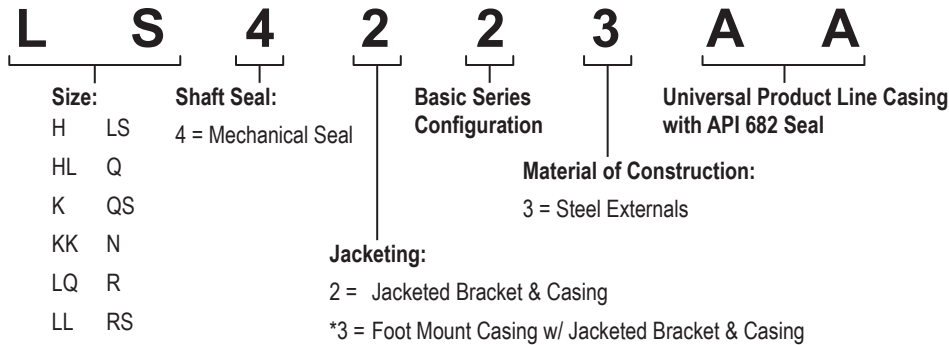 L S 4 2 2 3 A A
Size:
H LS
HL Q
K QS
KK N
LQ R
LL RS
Shaft Seal:
4 = Mechanical Seal
Jacketing:
2 = Jacketed Bracket & Casing
*3 = Foot Mount Casing w/ Jacketed Bracket & Casing
Basic Series
Configuration
Material of Construction:
3 = Steel Externals
Universal Product Line Casing
with API 682 Seal